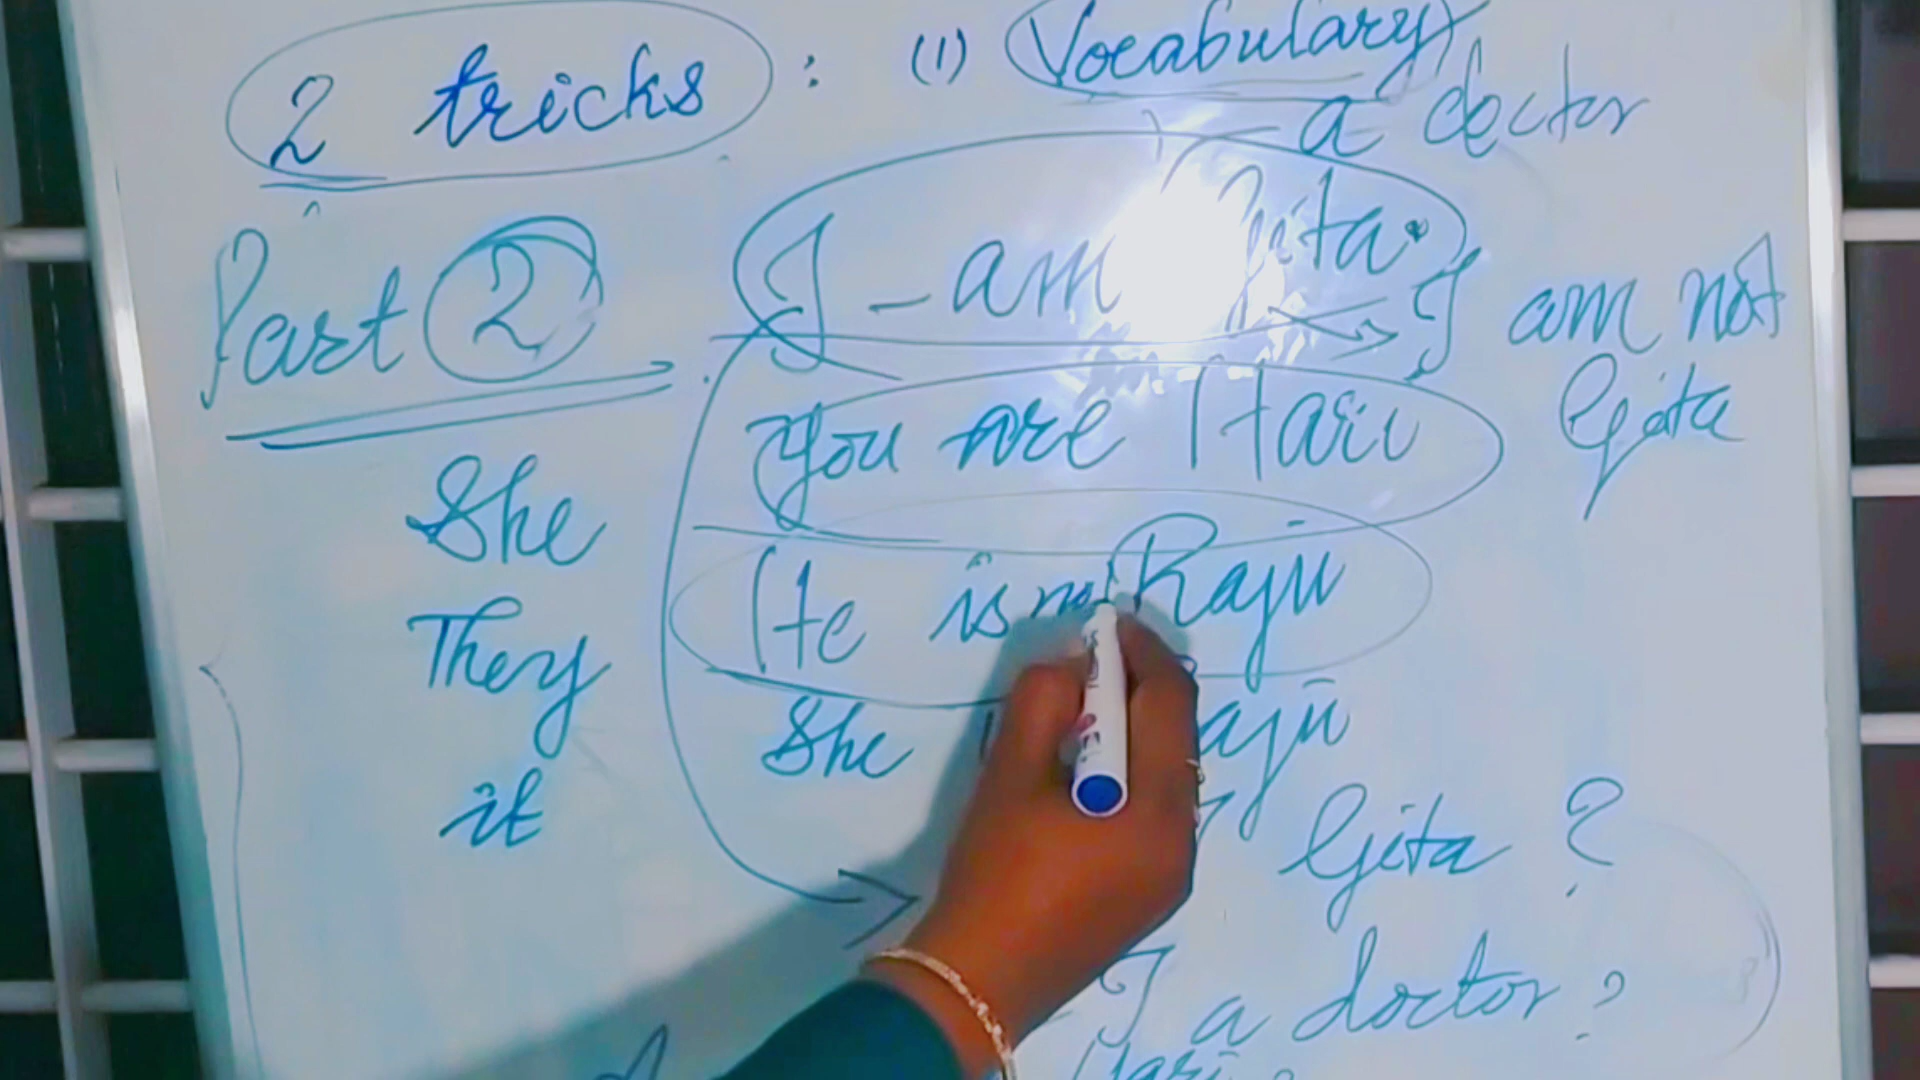 2 tricks : (1) Vocabulary
a doctor
Part 2
I - am Gita.
I am not
Gita
You are Hari
She
He is Raju
They
She
it
Gita ?
I a doctor ?